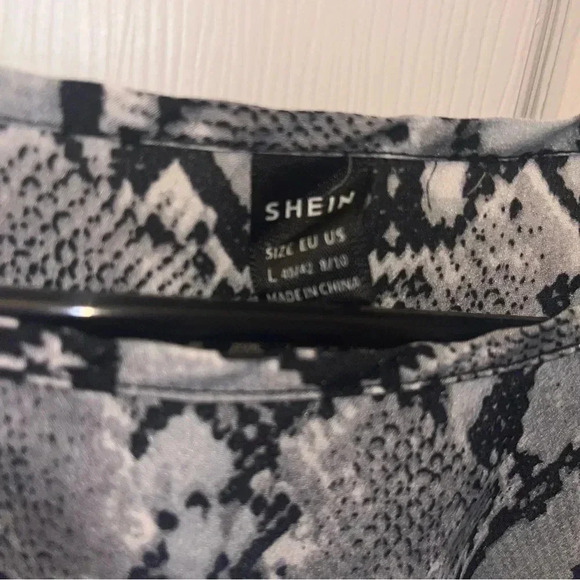 SHEIN
SIZE EU US
L 40/42 8/10
MADE IN CHINA